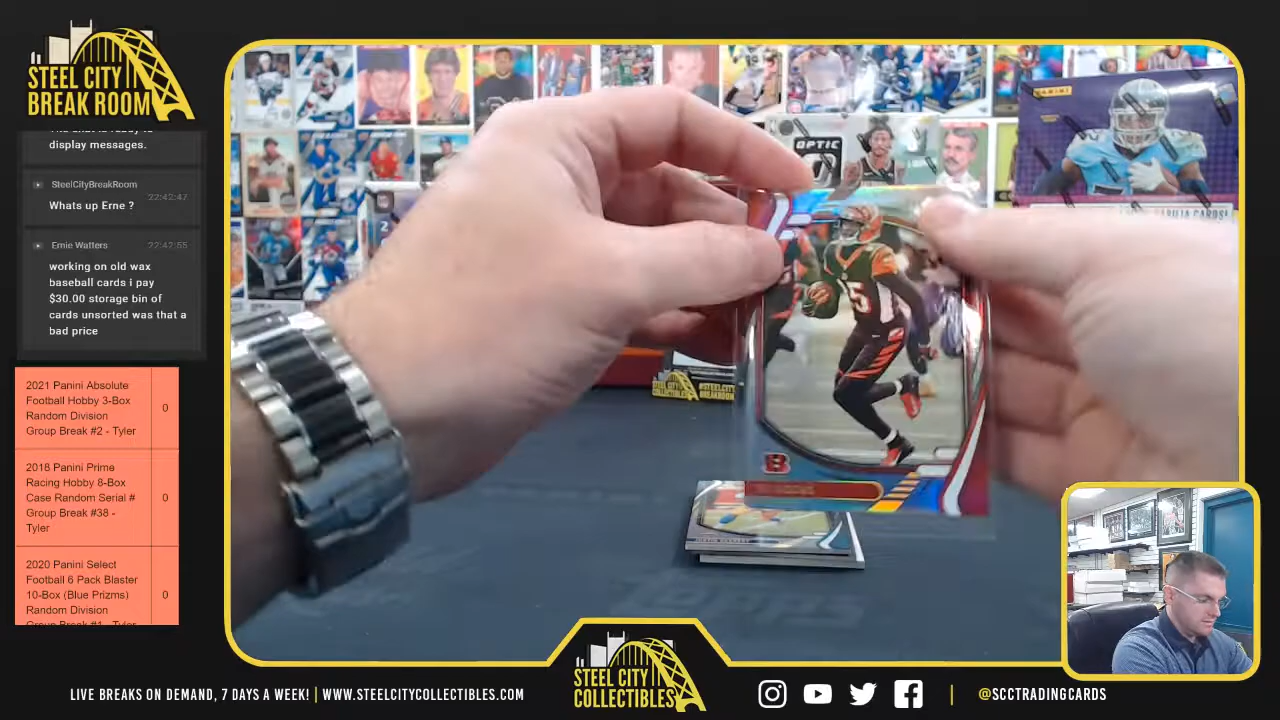 STEEL CITY
BREAK ROOM
display messages.
SteelCityBreakRoom
22:42:47
Whats up Erne ?
Ernie Watters
22:42:55
working on old wax
baseball cards i pay
$30.00 storage bin of
cards unsorted was that a
bad price
2021 Panini Absolute
Football Hobby 3-Box
Random Division
Group Break #2 - Tyler
0
2018 Panini Prime
Racing Hobby 8-Box
Case Random Serial #
Group Break #38 -
Tyler
0
2020 Panini Select
Football 6 Pack Blaster
10-Box (Blue Prizms)
Random Division
Group Break #1 - Tyler
0
PANINI
OPTIC
15
B
STEEL CITY
COLLECTIBLES
LIVE BREAKS ON DEMAND, 7 DAYS A WEEK! | WWW.STEELCITYCOLLECTIBLES.COM
| @SCCTRADINGCARDS